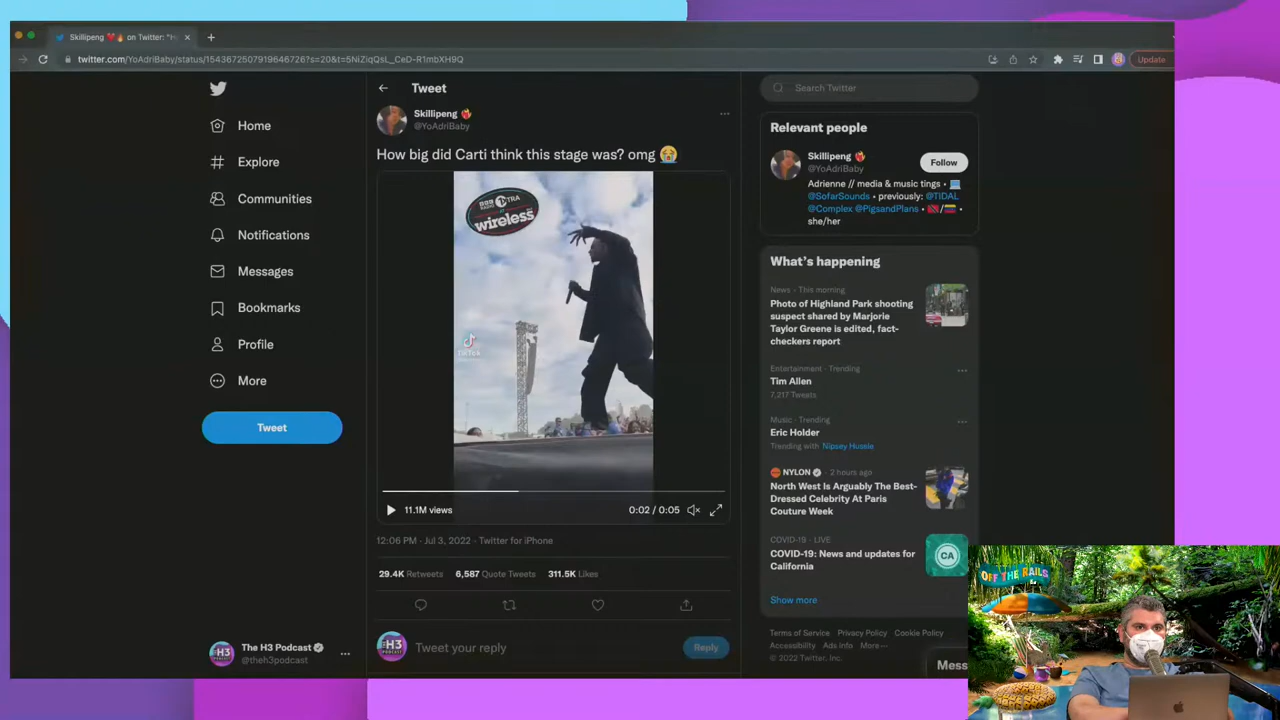 Skillipeng ❤️🔥 on Twitter: "H
twitter.com/YoAdriBaby/status/1543672507919646726?s=20&t=5NiZiqQsL_CeD-R1mbXH9Q
Update
Home
Explore
Communities
Notifications
Messages
Bookmarks
Profile
More
Tweet
The H3 Podcast
@theh3podcast
Tweet
Skillipeng
@YoAdriBaby
How big did Carti think this stage was? omg 😭
BBC
RADIO 1XTRA
AT
wireless
TikTok
11.1M views
0:02 / 0:05
12:06 PM · Jul 3, 2022 · Twitter for iPhone
29.4K Retweets 6,587 Quote Tweets 311.5K Likes
H3
Tweet your reply
Reply
Search Twitter
Relevant people
Skillipeng
@YoAdriBaby
Follow
Adrienne // media & music tings • 💻
@SofarSounds • previously: @TIDAL
@Complex @PigsandPlans • 🇹🇹/🇻🇪 •
she/her
What's happening
News · This morning
Photo of Highland Park shooting
suspect shared by Marjorie
Taylor Greene is edited, fact-
checkers report
Entertainment · Trending
Tim Allen
7,217 Tweets
Music · Trending
Eric Holder
Trending with Nipsey Hussle
NYLON · 2 hours ago
North West Is Arguably The Best-
Dressed Celebrity At Paris
Couture Week
COVID-19 · LIVE
COVID-19: News and updates for
California
CA
Show more
Terms of Service Privacy Policy Cookie Policy
Accessibility Ads info More
© 2022 Twitter, Inc.
Mess
OFF THE RAILS